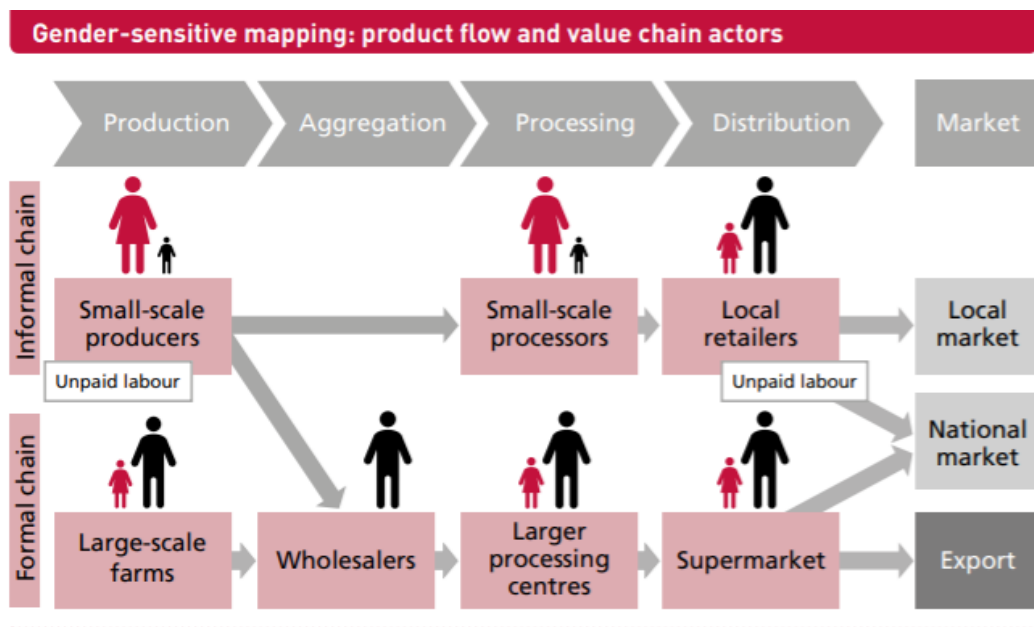 Gender-sensitive mapping: product flow and value chain actors
Production
Aggregation
Processing
Distribution
Market
Informal chain
Small-scale
producers
Unpaid labour
Small-scale
processors
Local
retailers
Unpaid labour
Local
market
National
market
Formal chain
Large-scale
farms
Wholesalers
Larger
processing
centres
Supermarket
Export